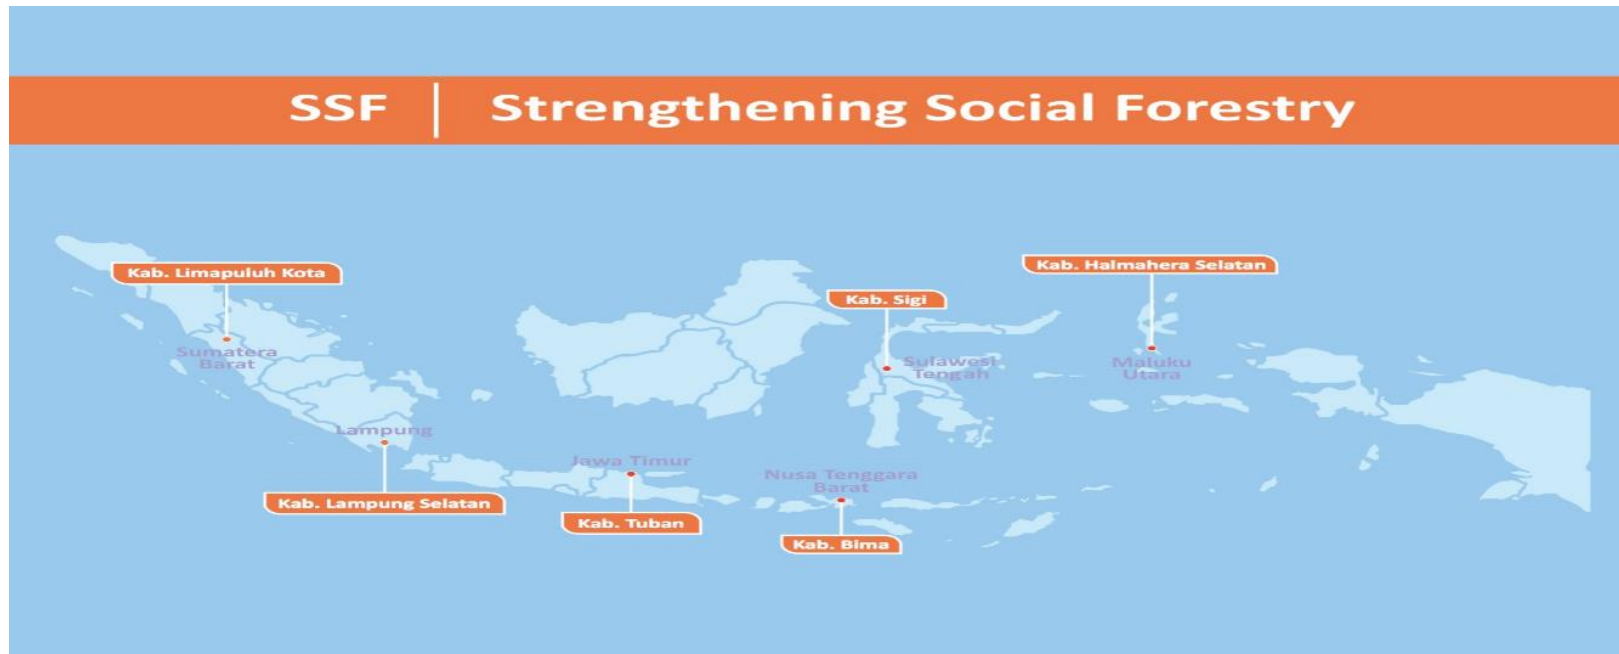 SSF | Strengthening Social Forestry
Kab. Limapuluh Kota
Sumatera
Barat
Kab. Sigi
Sulawesi
Tengah
Kab. Halmahera Selatan
Maluku
Utara
Lampung
Kab. Lampung Selatan
Jawa Timur
Kab. Tuban
Nusa Tenggara
Barat
Kab. Bima